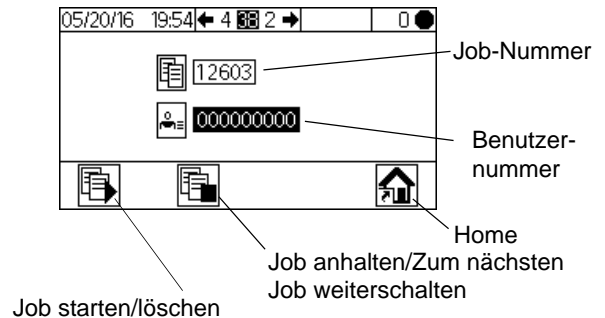 05/20/16 19:54 4 38 2 0
Job-Nummer
12603
000000000
Benutzer-
nummer
Home
Job anhalten/Zum nächsten
Job weiterschalten
Job starten/löschen